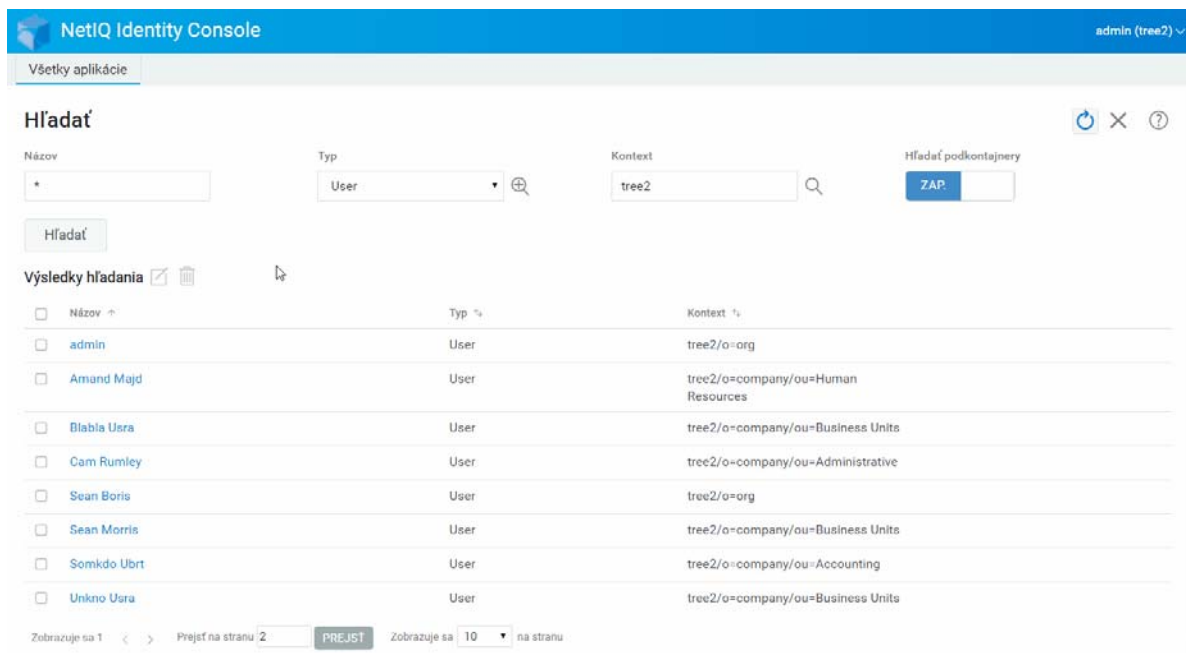 NetIQ Identity Console
admin (tree2)
Všetky aplikácie
Hľadať
Názov Typ Kontext Hľadať podkontajnery
* User tree2 ZAP.
Hľadať
Výsledky hľadania
Názov Typ Kontext
admin User tree2/o=org
Amand Majd User tree2/o=company/ou=Human
Resources
Blabla Usra User tree2/o=company/ou=Business Units
Cam Rumley User tree2/o=company/ou=Administrative
Sean Boris User tree2/o=org
Sean Morris User tree2/o=company/ou=Business Units
Somkdo Ubrt User tree2/o=company/ou=Accounting
Unkno Usra User tree2/o=company/ou=Business Units
Zobrazuje sa 1 < > Prejsť na stranu 2 PREJSŤ Zobrazuje sa 10 na stranu